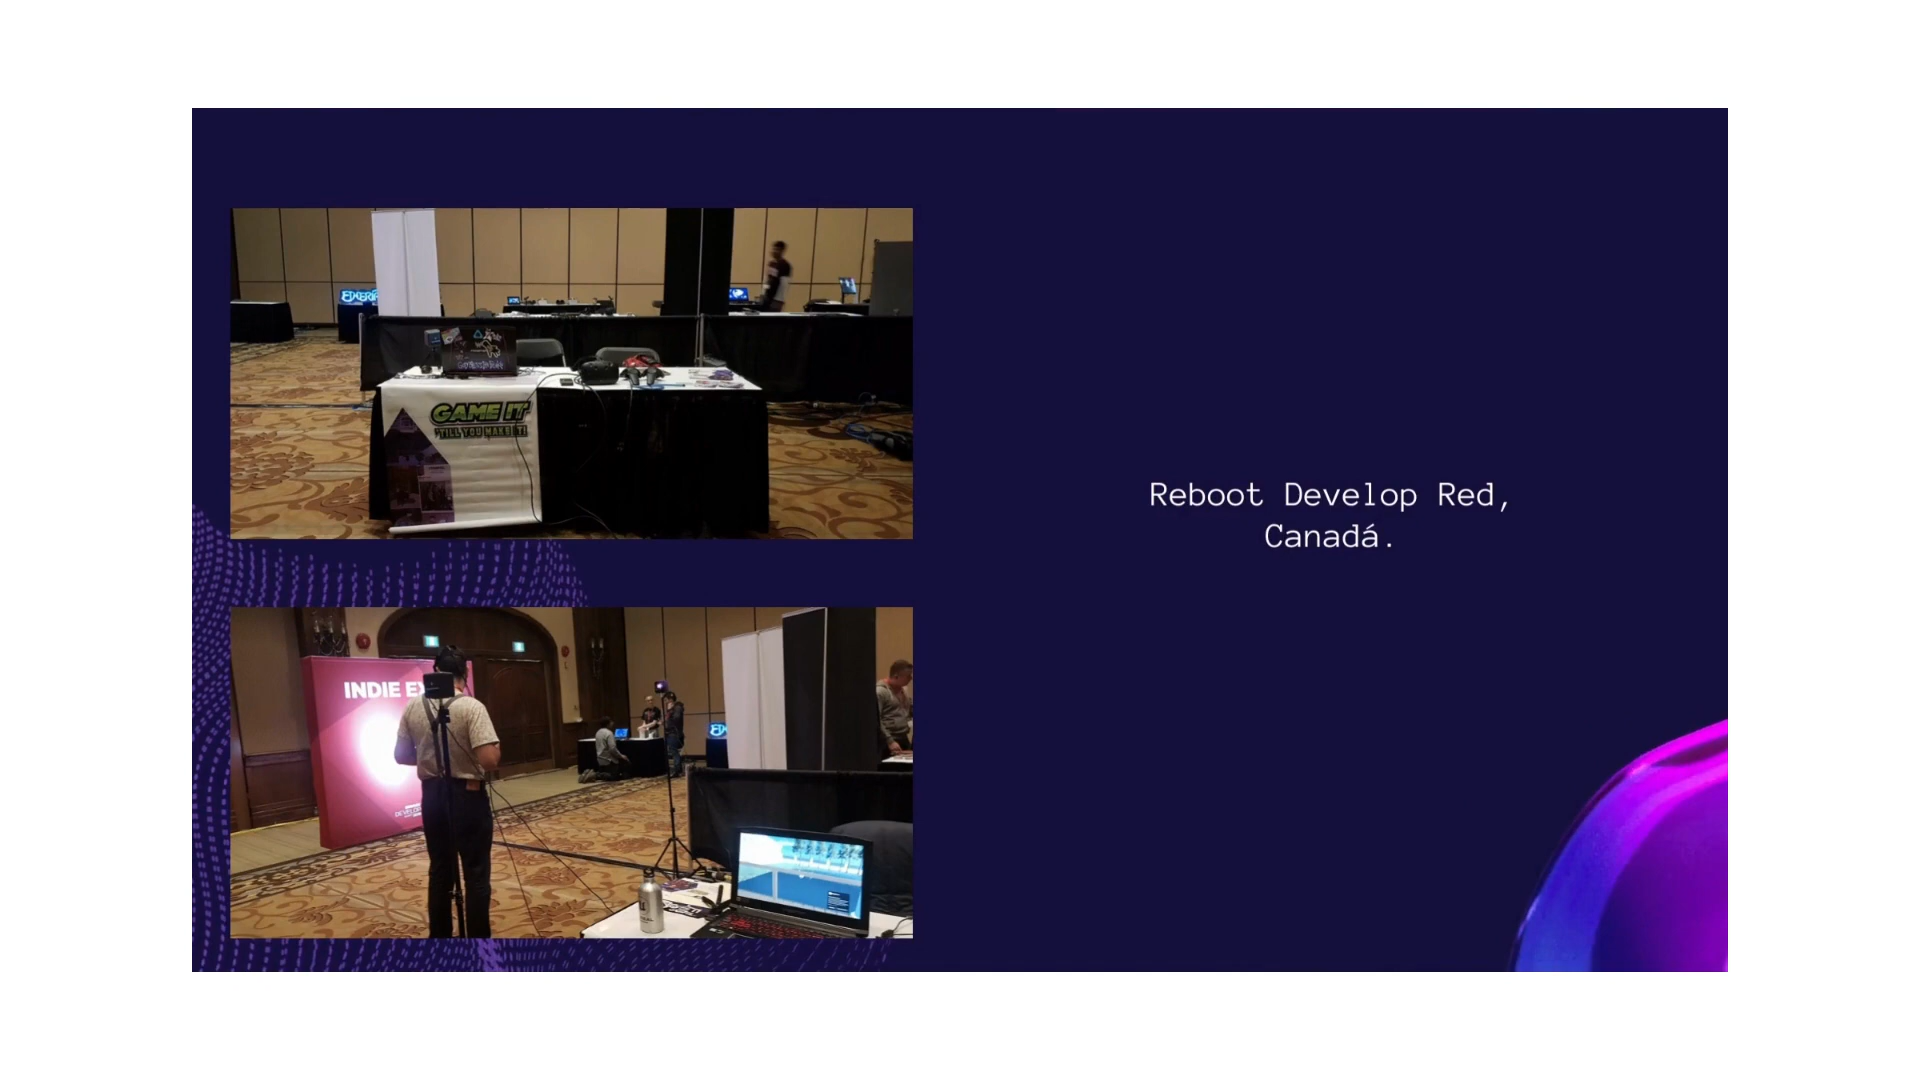 GAME IT
'TILL YOU MAKE IT!
INDIE EX
Reboot Develop Red,
Canadá.